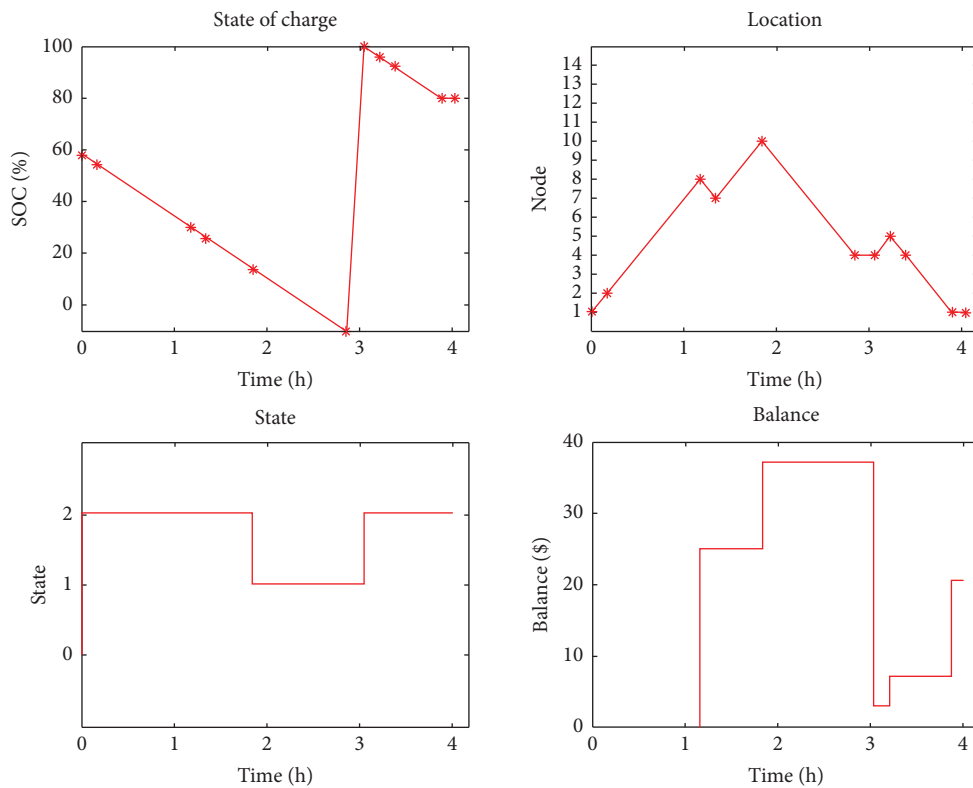 State of charge
100
80
60
40
20
0
SOC (%)
0 1 2 3 4
Time (h)
Location
14
13
12
11
10
9
8
7
6
5
4
3
2
1
Node
0 1 2 3 4
Time (h)
State
2
1
0
State
0 1 2 3 4
Time (h)
Balance
40
30
20
10
0
Balance ($)
0 1 2 3 4
Time (h)